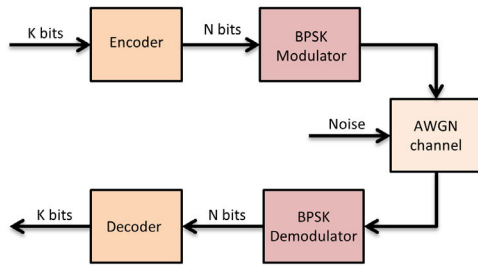 K bits
Encoder
N bits
BPSK
Modulator
Noise
AWGN
channel
K bits
Decoder
N bits
BPSK
Demodulator